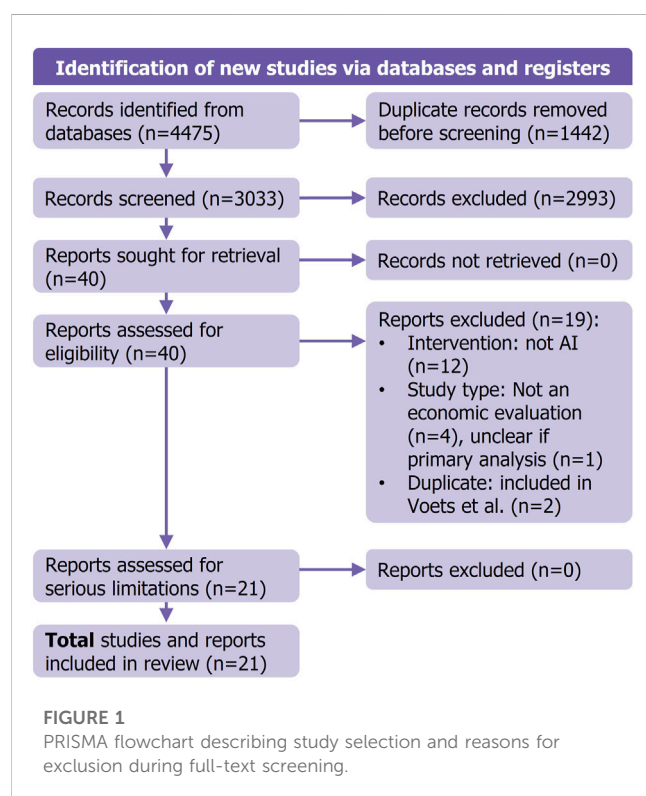 Identification of new studies via databases and registers
Records identified from
databases (n=4475)
Duplicate records removed
before screening (n=1442)
Records screened (n=3033)
Records excluded (n=2993)
Reports sought for retrieval
(n=40)
Records not retrieved (n=0)
Reports assessed for
eligibility (n=40)
Reports excluded (n=19):
• Intervention: not AI
(n=12)
• Study type: Not an
economic evaluation
(n=4), unclear if
primary analysis (n=1)
• Duplicate: included in
Voets et al. (n=2)
Reports assessed for
serious limitations (n=21)
Reports excluded (n=0)
Total studies and reports
included in review (n=21)
FIGURE 1
PRISMA flowchart describing study selection and reasons for
exclusion during full-text screening.